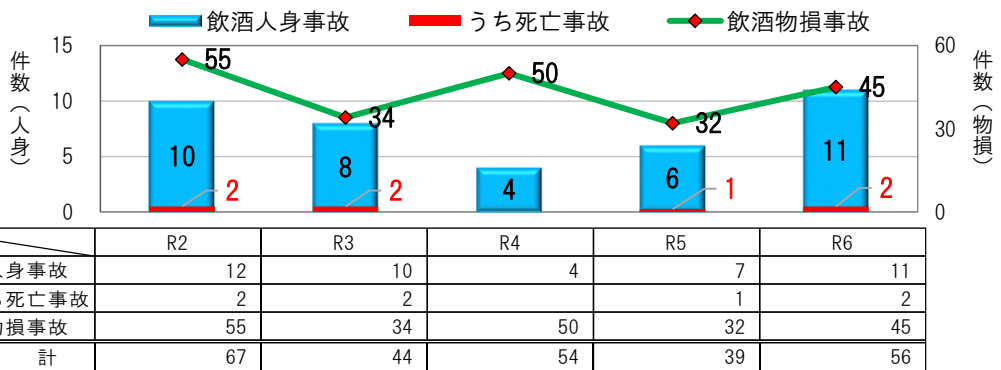 飲酒人身事故 うち死亡事故 飲酒物損事故
件数（人身）
件数（物損）
15 60
10 30
5
0 0
55 34 50 32 45
10 8 4 6 11
2 2 1 2
R2 R3 R4 R5 R6
人身事故 12 10 4 7 11
死亡事故 2 2 1 2
物損事故 55 34 50 32 45
計 67 44 54 39 56